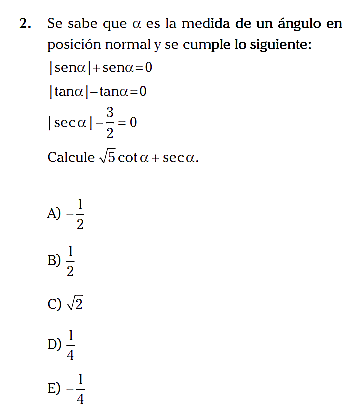 2. Se sabe que α es la medida de un ángulo en
posición normal y se cumple lo siguiente:
|senα|+senα=0
|tanα|−tanα=0
|secα|−3/2=0
Calcule √5cotα+secα.
A) −1/2
B) 1/2
C) √2
D) 1/4
E) −1/4